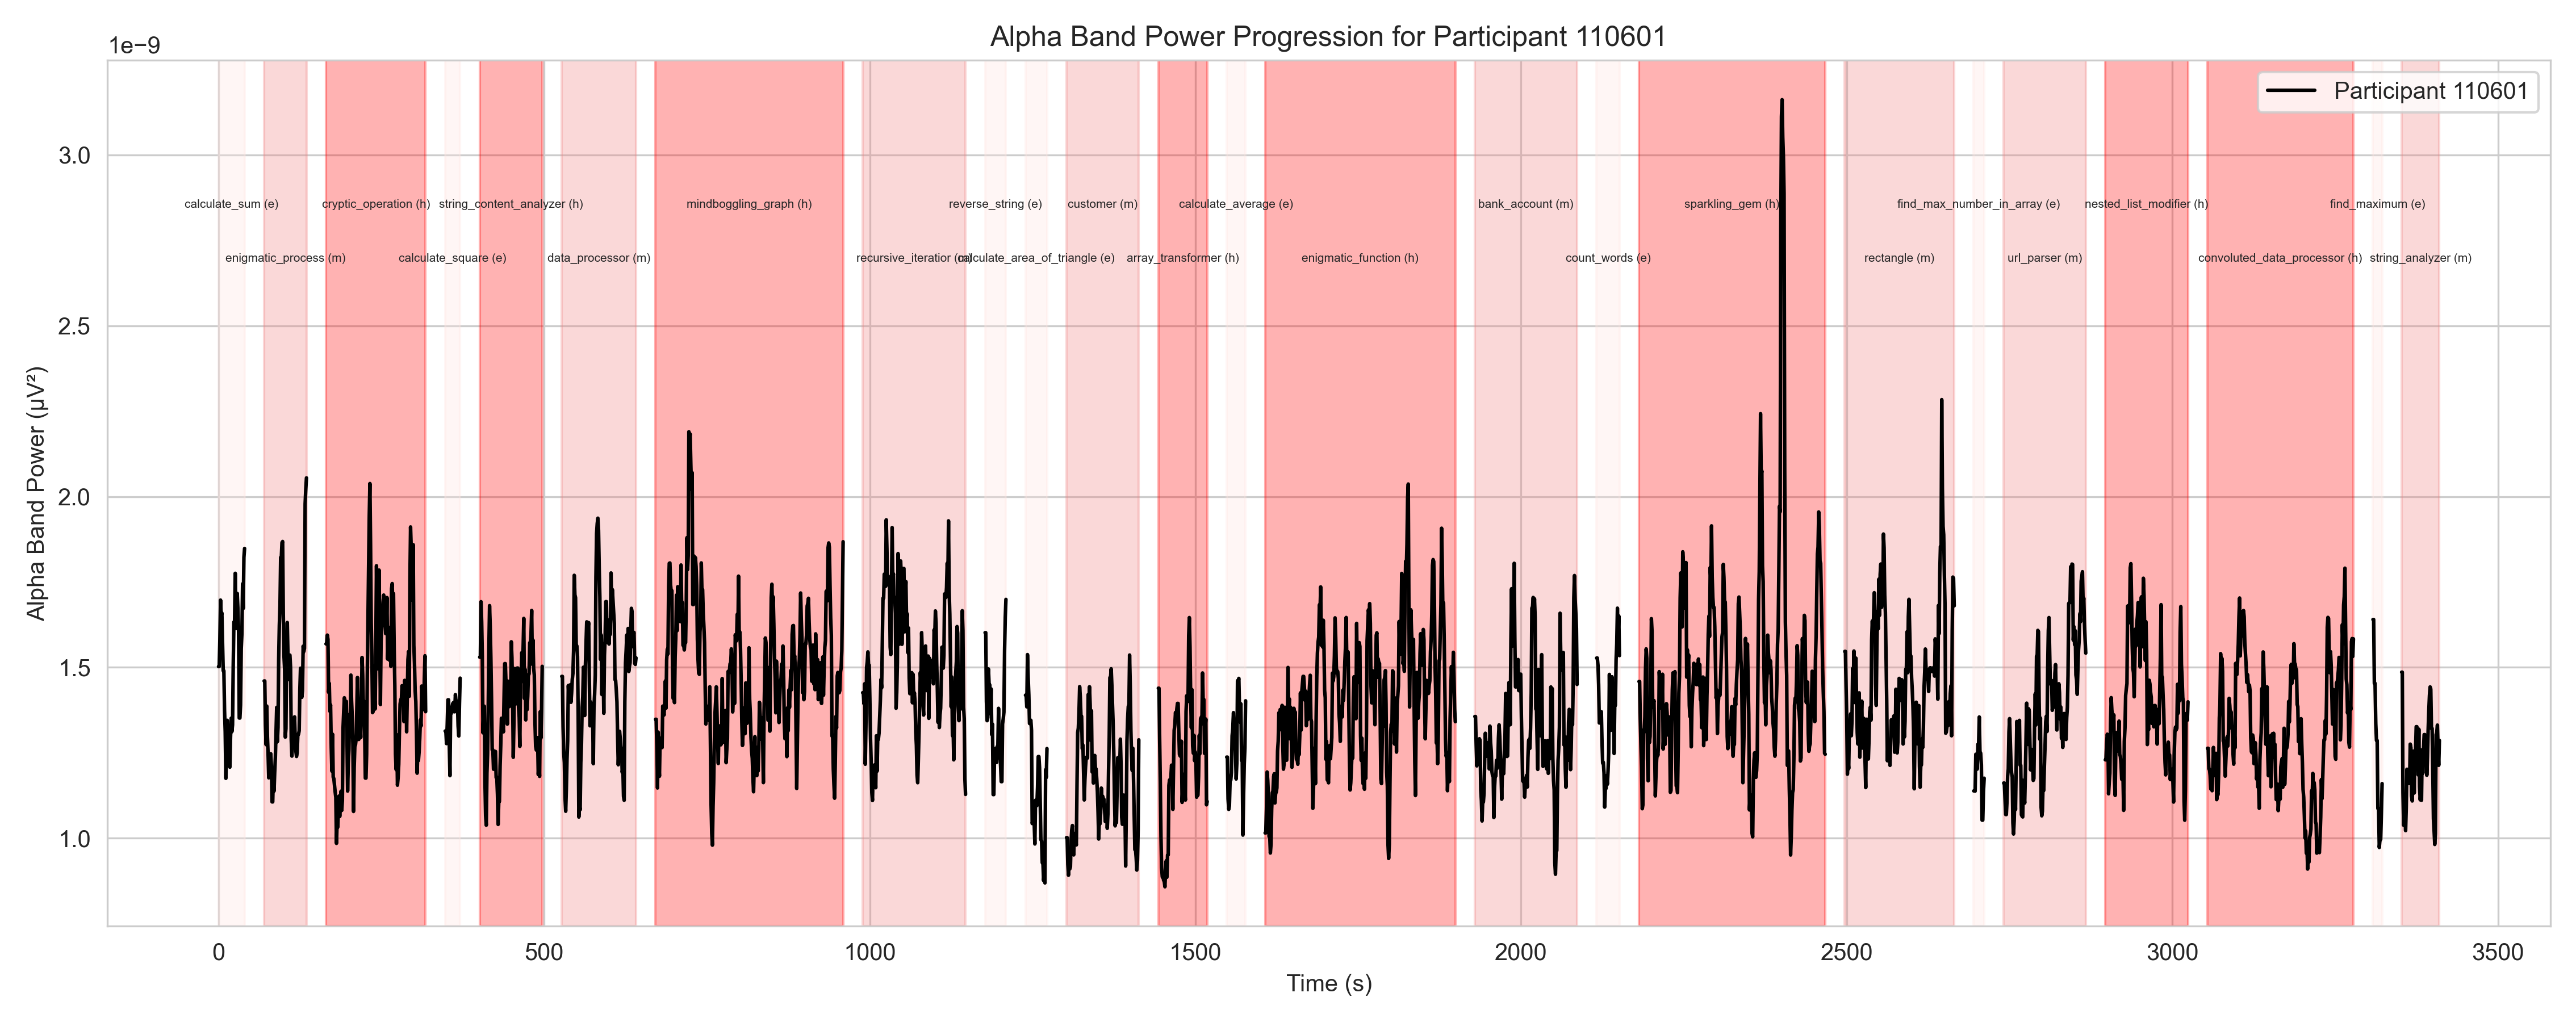 Alpha Band Power Progression for Participant 110601
1e−9
Participant 110601
3.0
2.5
2.0
1.5
1.0
Alpha Band Power (µV²)
calculate_sum (e)
cryptic_operation (h)
string_content_analyzer (h)
mindboggling_graph (h)
reverse_string (e)
customer (m)
calculate_average (e)
bank_account (m)
sparkling_gem (h)
find_max_number_in_array (e)
nested_list_modifier (h)
find_maximum (e)
enigmatic_process (m)
calculate_square (e)
data_processor (m)
recursive_iteratior (m)
calculate_area_of_triangle (e)
array_transformer (h)
enigmatic_function (h)
count_words (e)
rectangle (m)
url_parser (m)
convoluted_data_processor (h)
string_analyzer (m)
0 500 1000 1500 2000 2500 3000 3500
Time (s)